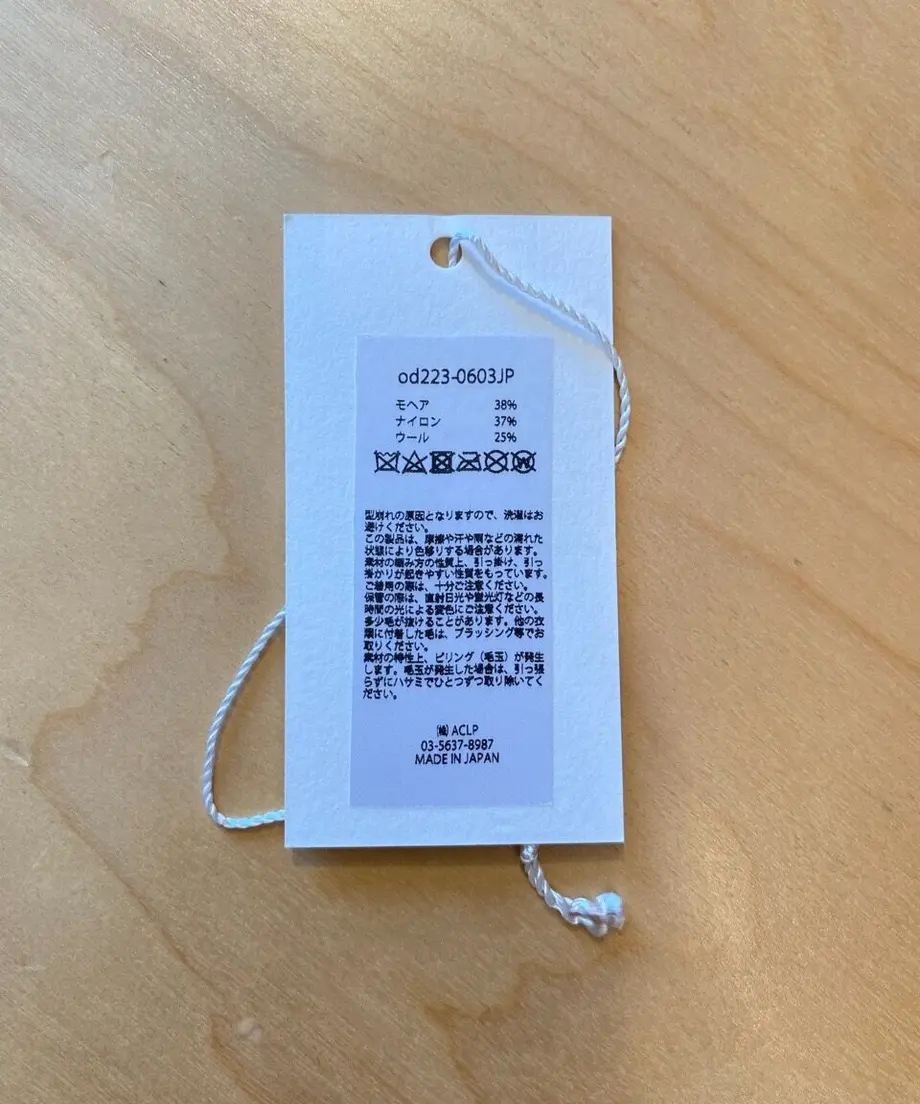 od223-0603JP
モヘア 38%
ナイロン 37%
ウール 25%
型崩れの原因となりますので、洗濯はお
避けください。
この製品は、摩擦や汗や雨などの濡れた
状態により色移りする場合があります。
素材の編み方の性質上、引っ掛け、引っ
掛かりが起きやすい性質をもっています。
ご着用の際は、十分ご注意ください。
保管の際は、直射日光や蛍光灯などの長
時間の光による変色にご注意ください。
多少毛が抜けることがあります。他の衣
類に付着した毛は、ブラッシング等でお
取りください。
素材の特性上、ピリング（毛玉）が発生
します。毛玉が発生した場合は、引っ張
らずにハサミでひとつずつ取り除いてく
ださい。
㈱ ACLP
03-5637-8987
MADE IN JAPAN